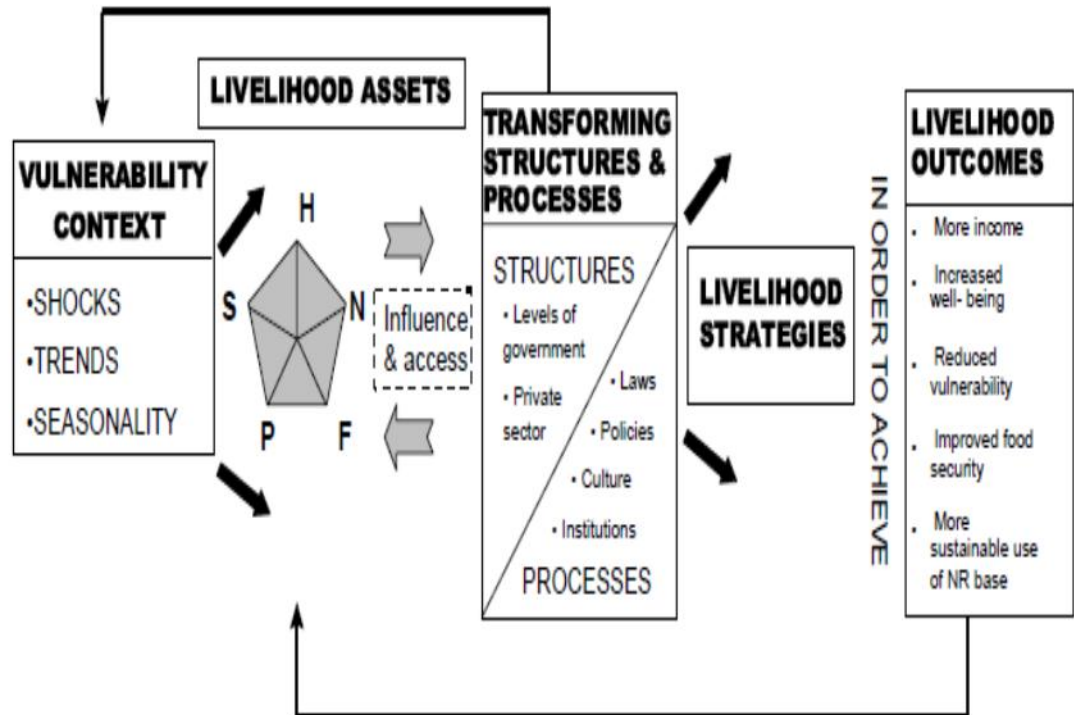 LIVELIHOOD ASSETS
VULNERABILITY
CONTEXT
•SHOCKS
•TRENDS
•SEASONALITY
H
S
N
P
F
Influence
& access
TRANSFORMING
STRUCTURES &
PROCESSES
STRUCTURES
• Levels of
government
• Private
sector
• Laws
• Policies
• Culture
• Institutions
PROCESSES
LIVELIHOOD
STRATEGIES
IN ORDER TO ACHIEVE
LIVELIHOOD
OUTCOMES
• More income
• Increased
well- being
• Reduced
vulnerability
• Improved food
security
• More
sustainable use
of NR base